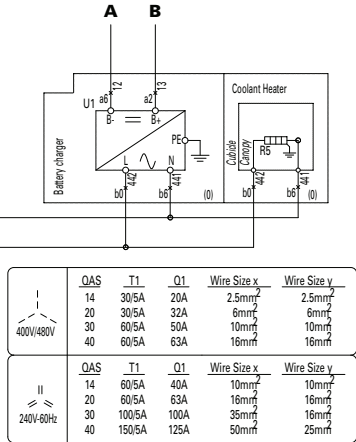 A B
12 13
a6 a2
U1
B- B+
PE
L N
442 441
b0 b6 (0)
Battery charger
Coolant Heater
Cubicle
Canopy
R5
442 441
b0 b6 (0)
QAS T1 Q1 Wire Size x Wire Size y
14 30/5A 20A 2.5mm² 2.5mm²
20 30/5A 32A 6mm² 6mm²
30 60/5A 50A 10mm² 10mm²
40 60/5A 63A 16mm² 16mm²
400V/480V
QAS T1 Q1 Wire Size x Wire Size y
14 60/5A 40A 10mm² 10mm²
20 60/5A 63A 16mm² 16mm²
30 100/5A 100A 35mm² 16mm²
40 150/5A 125A 50mm² 25mm²
240V-60Hz